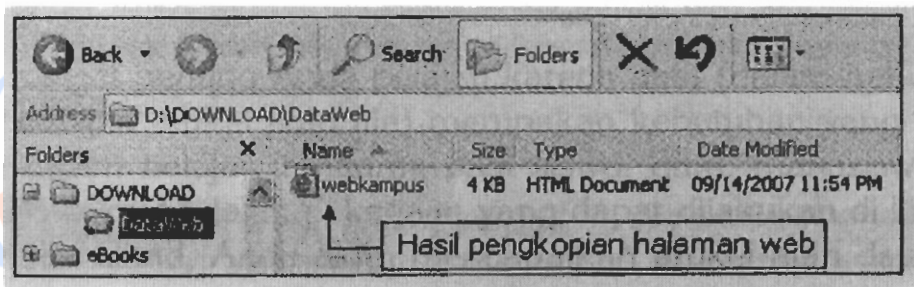 Back Search Folders
Address D:\DOWNLOAD\DataWeb
Folders × Name Size Type Date Modified
DOWNLOAD webkampus 4 KB HTML Document 09/14/2007 11:54 PM
DataWeb
eBooks
Hasil pengkopian halaman web